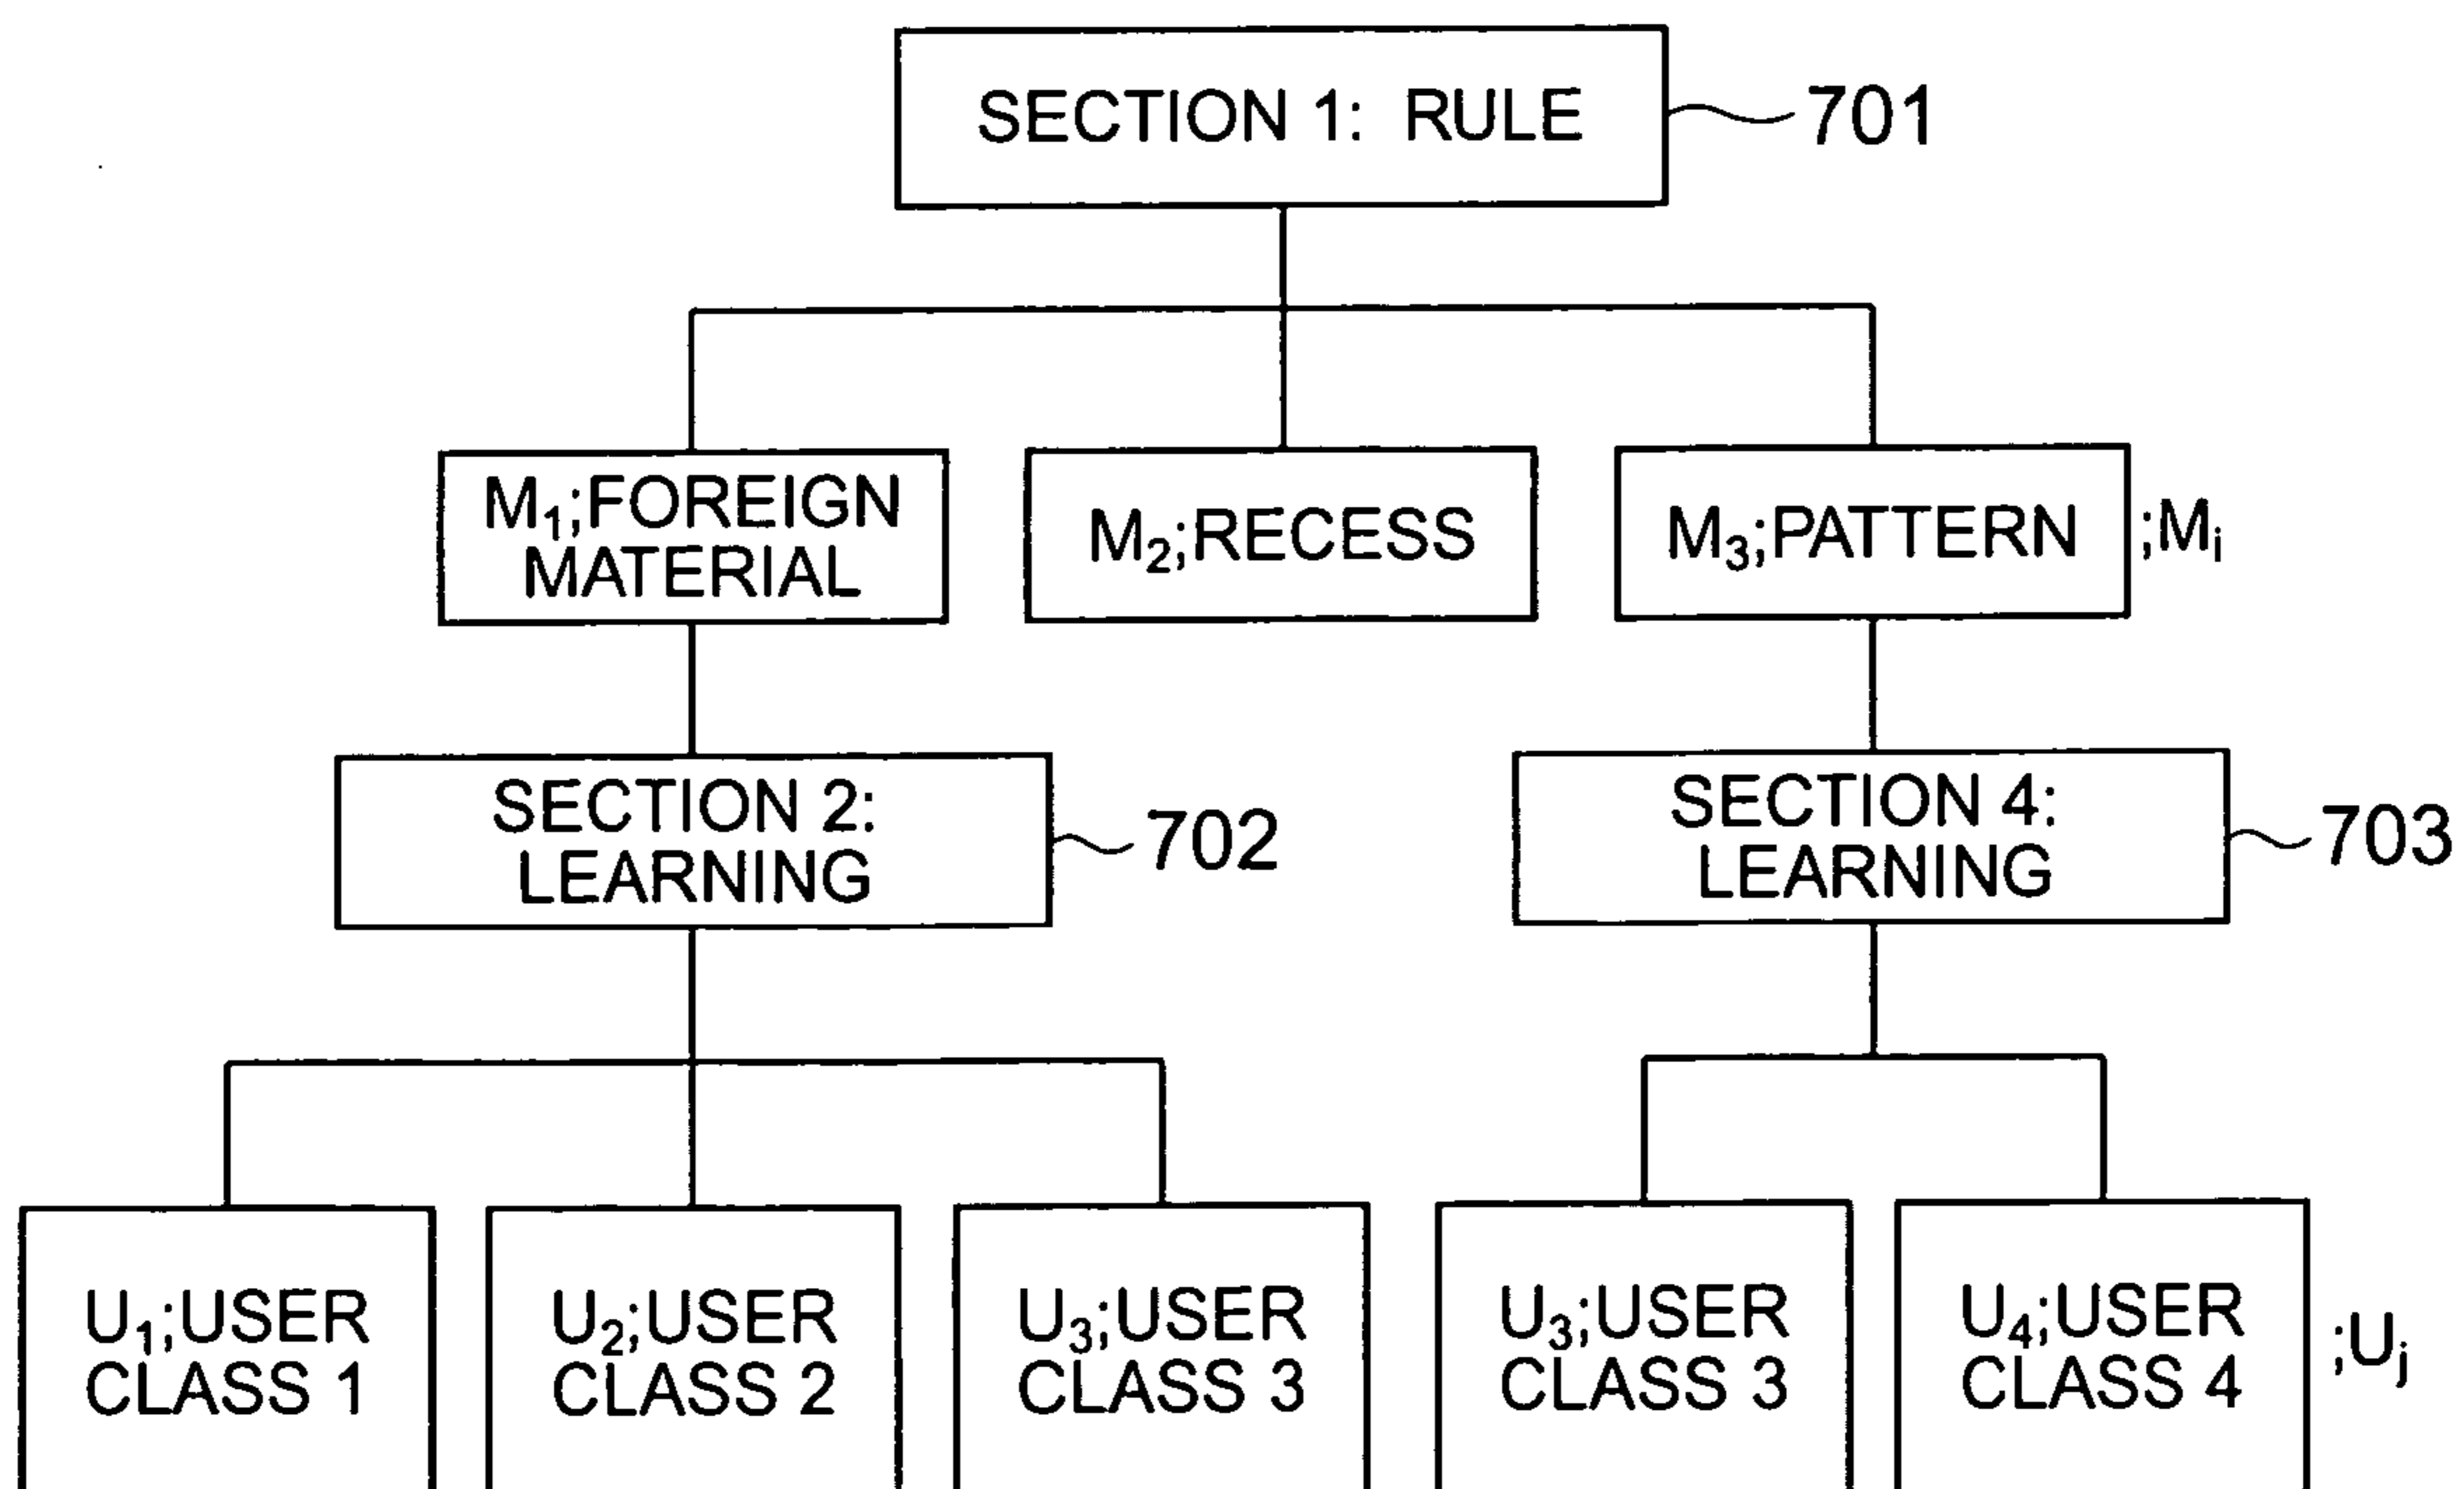 SECTION 1: RULE
701
M₁;FOREIGN
MATERIAL
M₂;RECESS
M₃;PATTERN
;Mᵢ
SECTION 2:
LEARNING
702
SECTION 4:
LEARNING
703
U₁;USER
CLASS 1
U₂;USER
CLASS 2
U₃;USER
CLASS 3
U₃;USER
CLASS 3
U₄;USER
CLASS 4
;Uⱼ